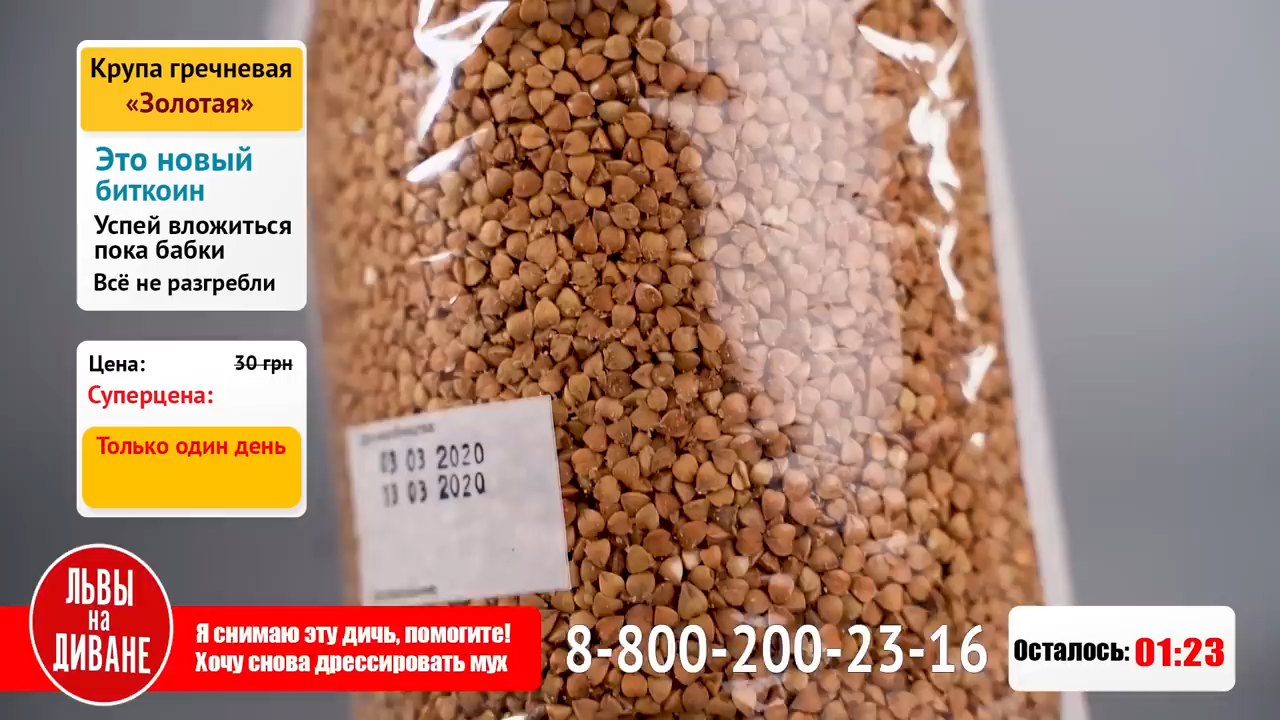 Крупа гречневая
«Золотая»
Это новый
биткоин
Успей вложиться
пока бабки
Всё не разгребли
Цена: 30 грн
Суперцена:
Только один день
03 2020
03 2020
ЛЬВЫ
на
ДИВАНЕ
Я снимаю эту дичь, помогите!
Хочу снова дрессировать мух
8-800-200-23-16
Осталось: 01:23